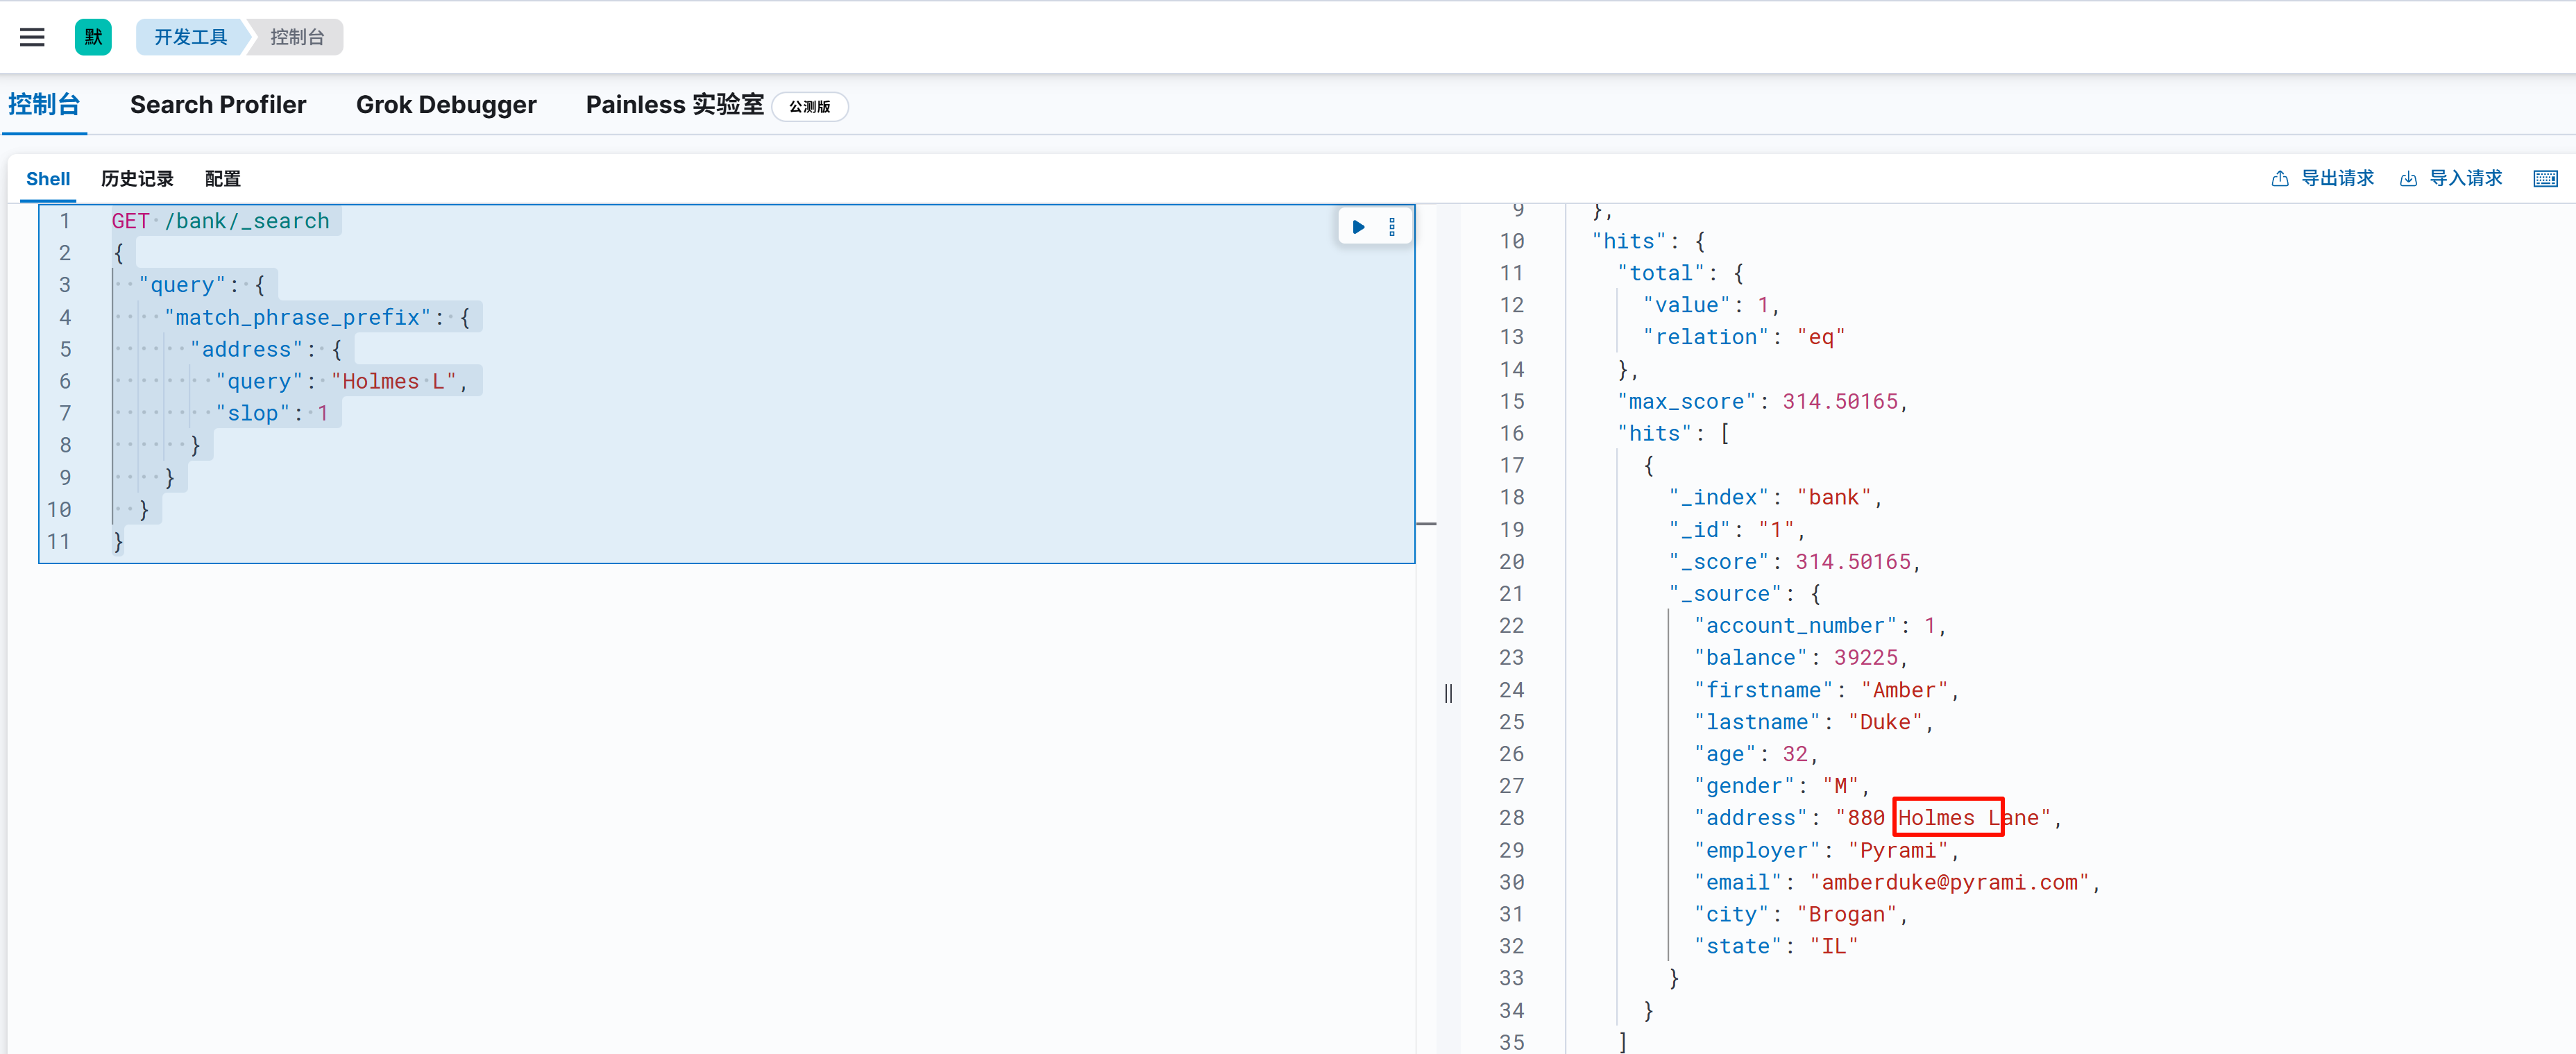 默 开发工具 控制台
控制台 Search Profiler Grok Debugger Painless 实验室 公测版
Shell 历史记录 配置 导出请求 导入请求
1 GET /bank/_search
2 {
3 "query": {
4 "match_phrase_prefix": {
5 "address": {
6 "query": "Holmes L",
7 "slop": 1
8 }
9 }
10 }
11 }
9 },
10 "hits": {
11 "total": {
12 "value": 1,
13 "relation": "eq"
14 },
15 "max_score": 314.50165,
16 "hits": [
17 {
18 "_index": "bank",
19 "_id": "1",
20 "_score": 314.50165,
21 "_source": {
22 "account_number": 1,
23 "balance": 39225,
24 "firstname": "Amber",
25 "lastname": "Duke",
26 "age": 32,
27 "gender": "M",
28 "address": "880 Holmes Lane",
29 "employer": "Pyrami",
30 "email": "amberduke@pyrami.com",
31 "city": "Brogan",
32 "state": "IL"
33 }
34 }
35 ]